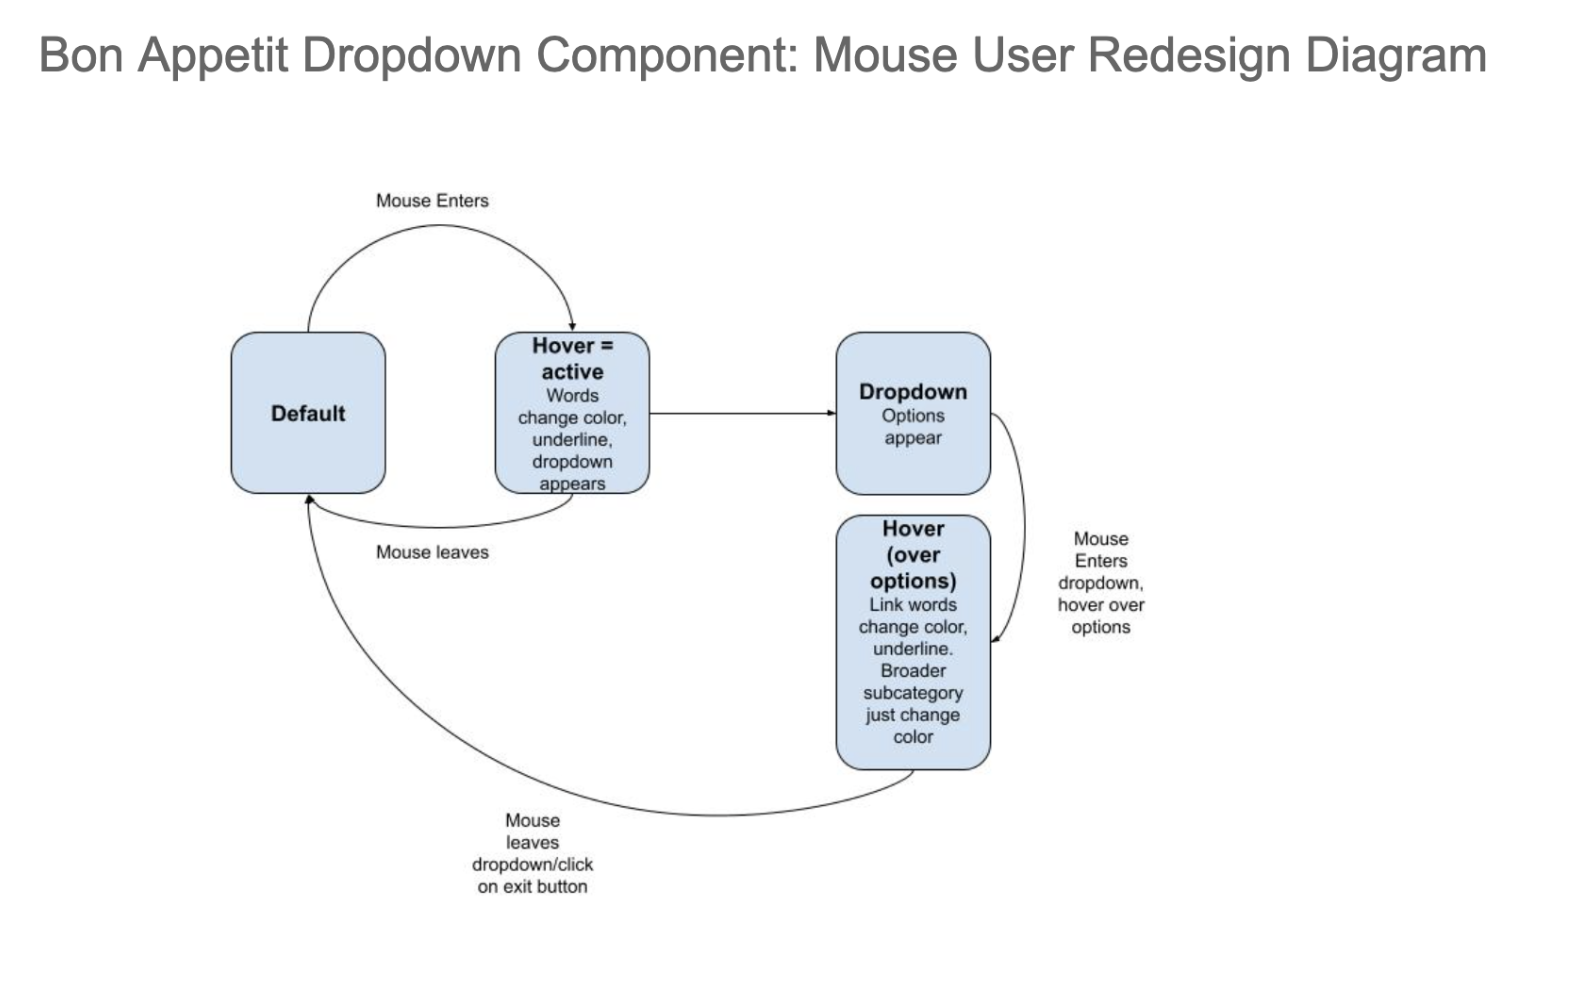 Bon Appetit Dropdown Component: Mouse User Redesign Diagram
Mouse Enters
Default
Hover =
active
Words
change color,
underline,
dropdown
appears
Dropdown
Options
appear
Mouse leaves
Hover
(over
options)
Link words
change color,
underline.
Broader
subcategory
just change
color
Mouse
Enters
dropdown,
hover over
options
Mouse
leaves
dropdown/click
on exit button